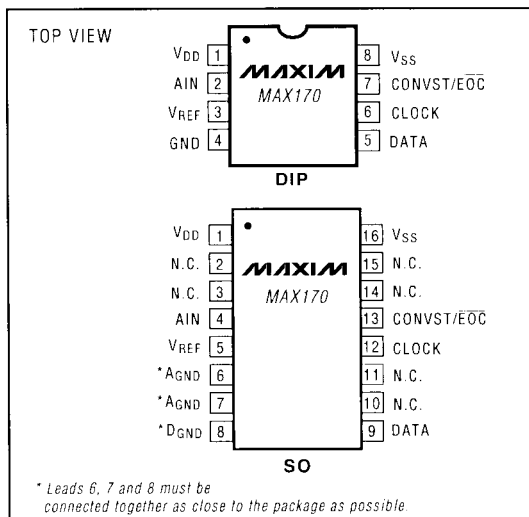 TOP VIEW
VDD 1 8 VSS
AIN 2 MAXIM 7 CONVST/E̅O̅C̅
VREF 3 MAX170 6 CLOCK
GND 4 5 DATA
DIP
VDD 1 16 VSS
N.C. 2 MAXIM 15 N.C.
N.C. 3 MAX170 14 N.C.
AIN 4 13 CONVST/E̅O̅C̅
VREF 5 12 CLOCK
*AGND 6 11 N.C.
*AGND 7 10 N.C.
*DGND 8 9 DATA
SO
* Leads 6, 7 and 8 must be
connected together as close to the package as possible.